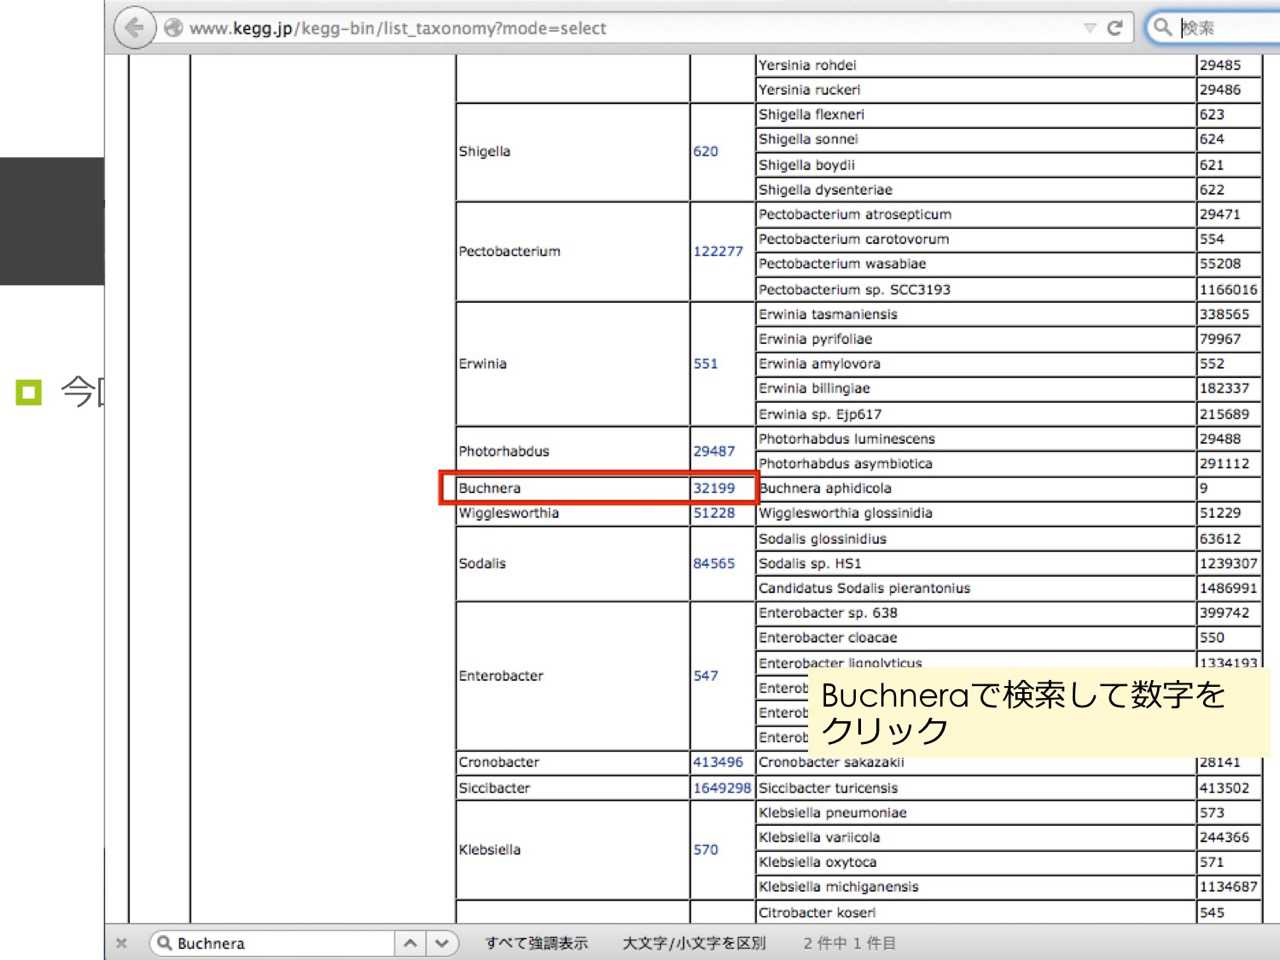 www.kegg.jp/kegg-bin/list_taxonomy?mode=select
検索
Yersinia rohdei 29485
Yersinia ruckeri 29486
Shigella 620
Shigella flexneri 623
Shigella sonnei 624
Shigella boydii 621
Shigella dysenteriae 622
Pectobacterium 122277
Pectobacterium atrosepticum 29471
Pectobacterium carotovorum 554
Pectobacterium wasabiae 55208
Pectobacterium sp. SCC3193 1166016
Erwinia 551
Erwinia tasmaniensis 338565
Erwinia pyrifoliae 79967
Erwinia amylovora 552
Erwinia billingiae 182337
Erwinia sp. Ejp617 215689
Photorhabdus 29487
Photorhabdus luminescens 29488
Photorhabdus asymbiotica 291112
Buchnera 32199 Buchnera aphidicola 9
Wigglesworthia 51228 Wigglesworthia glossinidia 51229
Sodalis 84565
Sodalis glossinidius 63612
Sodalis sp. HS1 1239307
Candidatus Sodalis pierantonius 1486991
Enterobacter 547
Enterobacter sp. 638 399742
Enterobacter cloacae 550
Enterobacter lignolyticus 1334193
Enterob
Enterob
Enterob
Cronobacter 413496 Cronobacter sakazakii 28141
Siccibacter 1649298 Siccibacter turicensis 413502
Klebsiella 570
Klebsiella pneumoniae 573
Klebsiella variicola 244366
Klebsiella oxytoca 571
Klebsiella michiganensis 1134687
Citrobacter koseri 545
今
Buchneraで検索して数字を
クリック
Buchnera すべて強調表示 大文字/小文字を区別 2 件中 1 件目